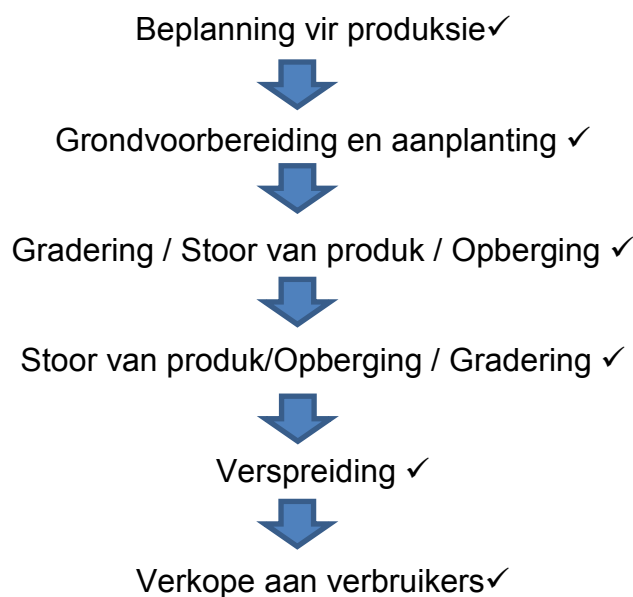 Beplanning vir produksie✓
Grondvoorbereiding en aanplanting ✓
Gradering / Stoor van produk / Opberging ✓
Stoor van produk/Opberging / Gradering ✓
Verspreiding ✓
Verkope aan verbruikers✓